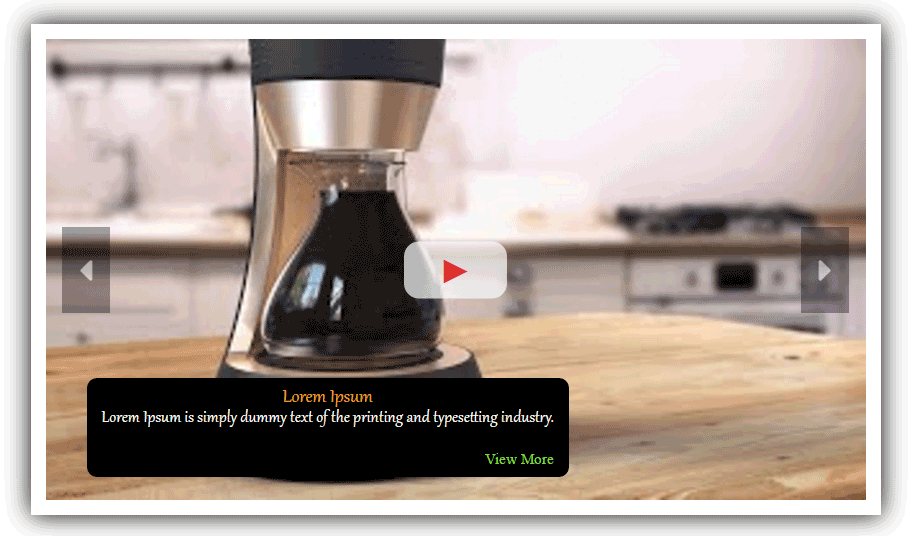 Lorem Ipsum
Lorem Ipsum is simply dummy text of the printing and typesetting industry.
View More